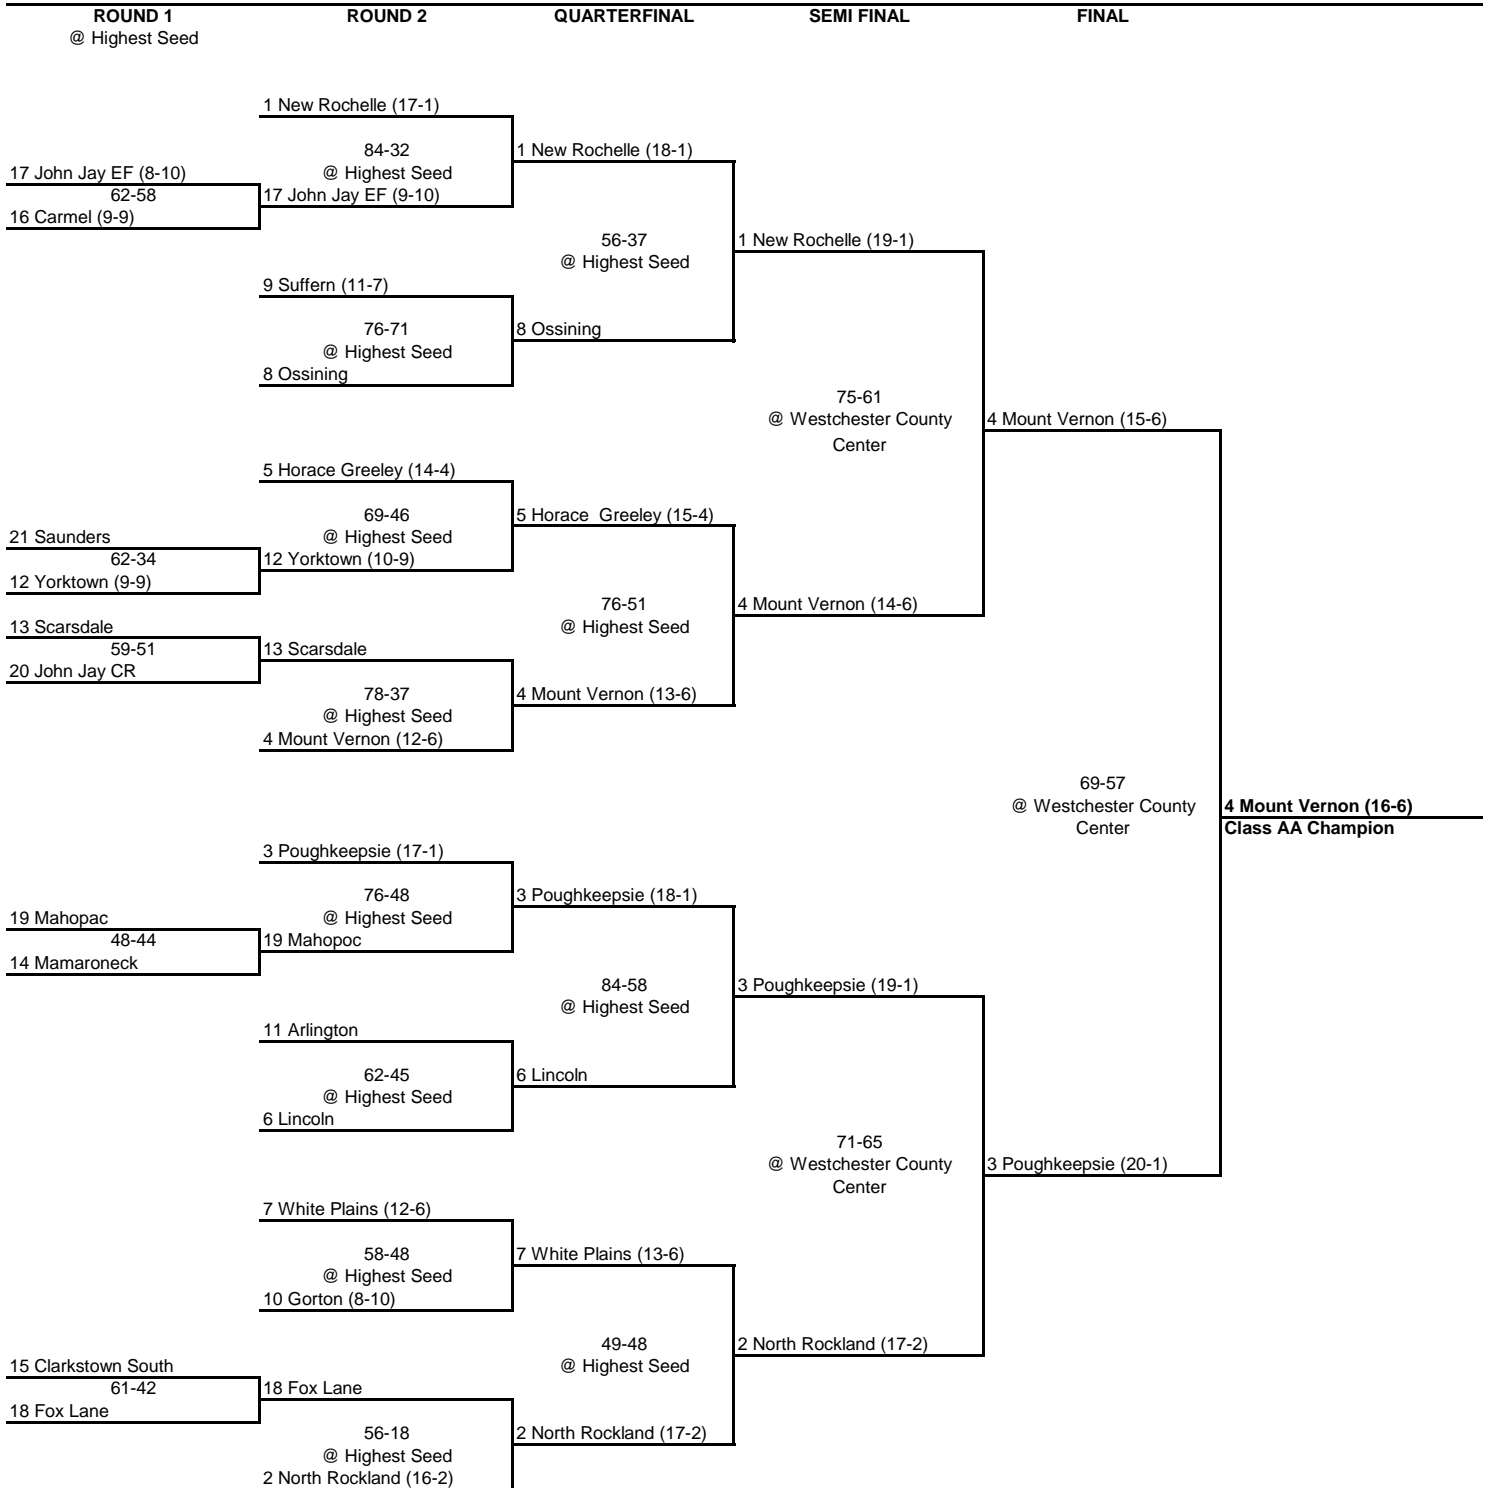 ROUND 1 ROUND 2 QUARTERFINAL SEMI FINAL FINAL
@ Highest Seed
1 New Rochelle (17-1)
84-32
@ Highest Seed
1 New Rochelle (18-1)
17 John Jay EF (8-10)
62-58
17 John Jay EF (9-10)
16 Carmel (9-9)
56-37
@ Highest Seed
1 New Rochelle (19-1)
9 Suffern (11-7)
76-71
@ Highest Seed
8 Ossining
8 Ossining
75-61
@ Westchester County
Center
4 Mount Vernon (15-6)
5 Horace Greeley (14-4)
69-46
@ Highest Seed
5 Horace  Greeley (15-4)
21 Saunders
62-34
12 Yorktown (10-9)
12 Yorktown (9-9)
76-51
@ Highest Seed
4 Mount Vernon (14-6)
13 Scarsdale
59-51
13 Scarsdale
20 John Jay CR
78-37
@ Highest Seed
4 Mount Vernon (13-6)
4 Mount Vernon (12-6)
69-57
@ Westchester County
Center
4 Mount Vernon (16-6)
Class AA Champion
3 Poughkeepsie (17-1)
76-48
@ Highest Seed
3 Poughkeepsie (18-1)
19 Mahopac
48-44
19 Mahopoc
14 Mamaroneck
84-58
@ Highest Seed
3 Poughkeepsie (19-1)
11 Arlington
62-45
@ Highest Seed
6 Lincoln
6 Lincoln
71-65
@ Westchester County
Center
3 Poughkeepsie (20-1)
7 White Plains (12-6)
58-48
@ Highest Seed
7 White Plains (13-6)
10 Gorton (8-10)
49-48
@ Highest Seed
2 North Rockland (17-2)
15 Clarkstown South
61-42
18 Fox Lane
18 Fox Lane
56-18
@ Highest Seed
2 North Rockland (17-2)
2 North Rockland (16-2)